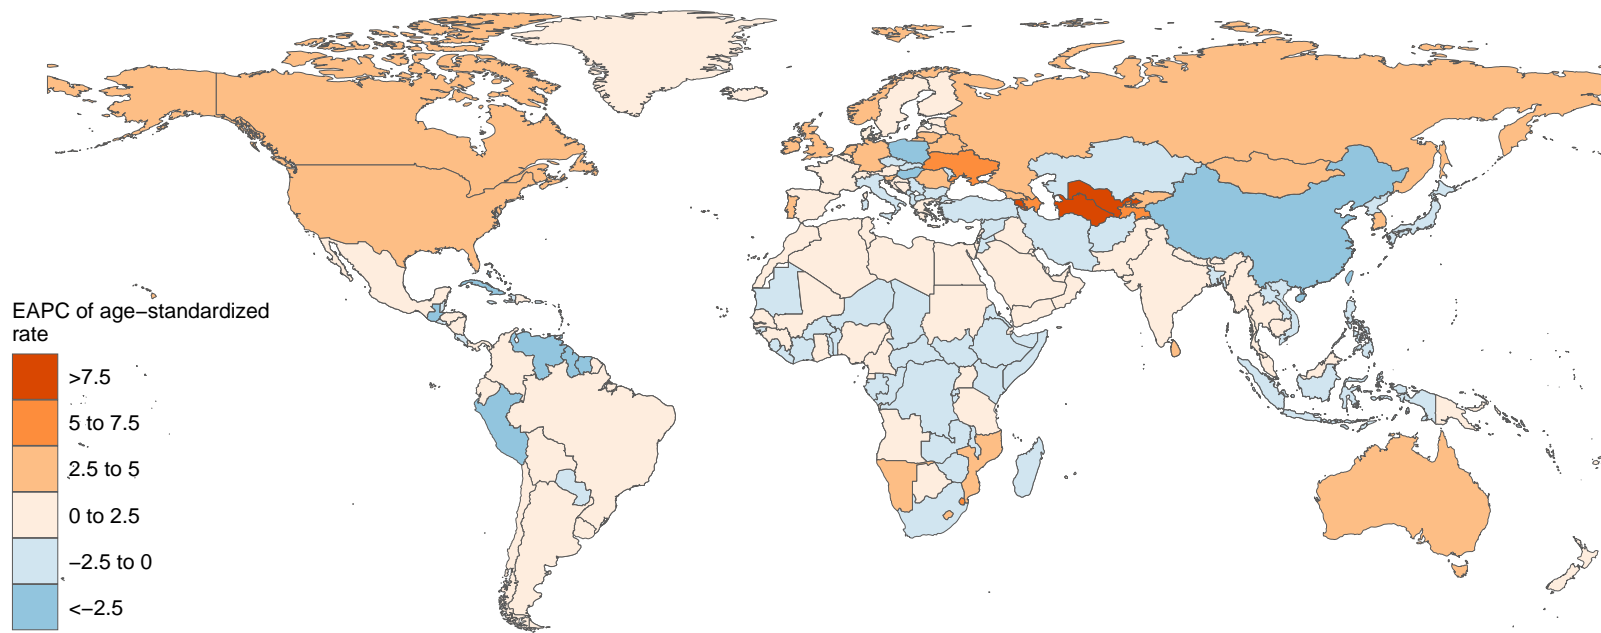 EAPC of age−standardized
rate
>7.5
5 to 7.5
2.5 to 5
0 to 2.5
−2.5 to 0
<−2.5